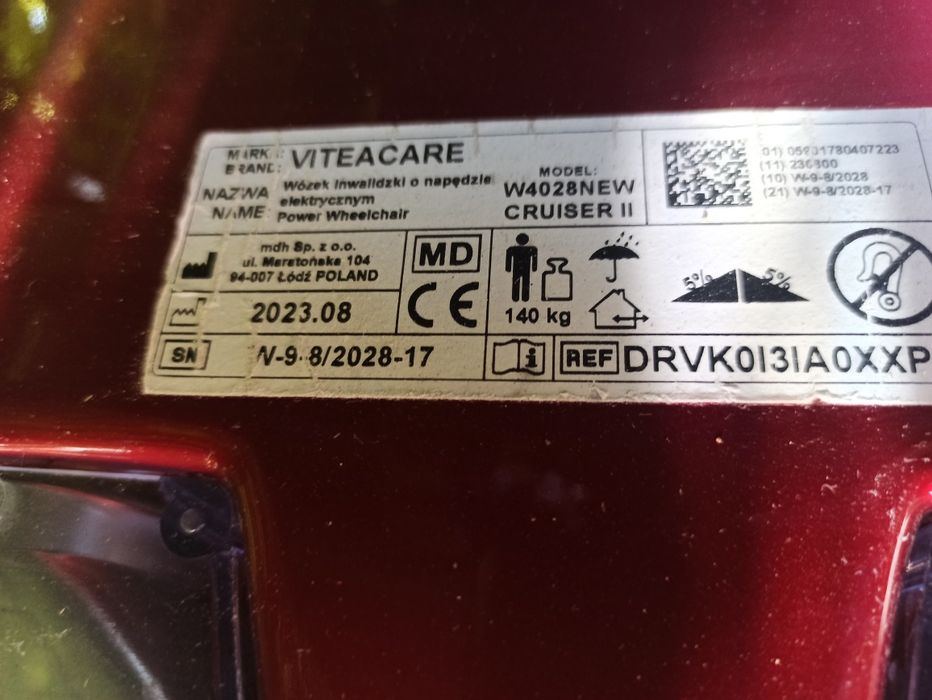 MARKA:
BRAND: VITEACARE
NAZWA
NAME:
Wózek inwalidzki o napędzie
elektrycznym
Power Wheelchair
MODEL:
W4028NEW
CRUISER II
(11) 230800
(10) W-9-8/2028
(21) W-9-8/2028-17
mdh Sp. z o.o.
ul. Maratońska 104
94-007 Łódź POLAND
MD
CE
2023.08
SN
W-9-8/2028-17
140 kg
5%
5%
i
REF DRVK0I3IA0XXP